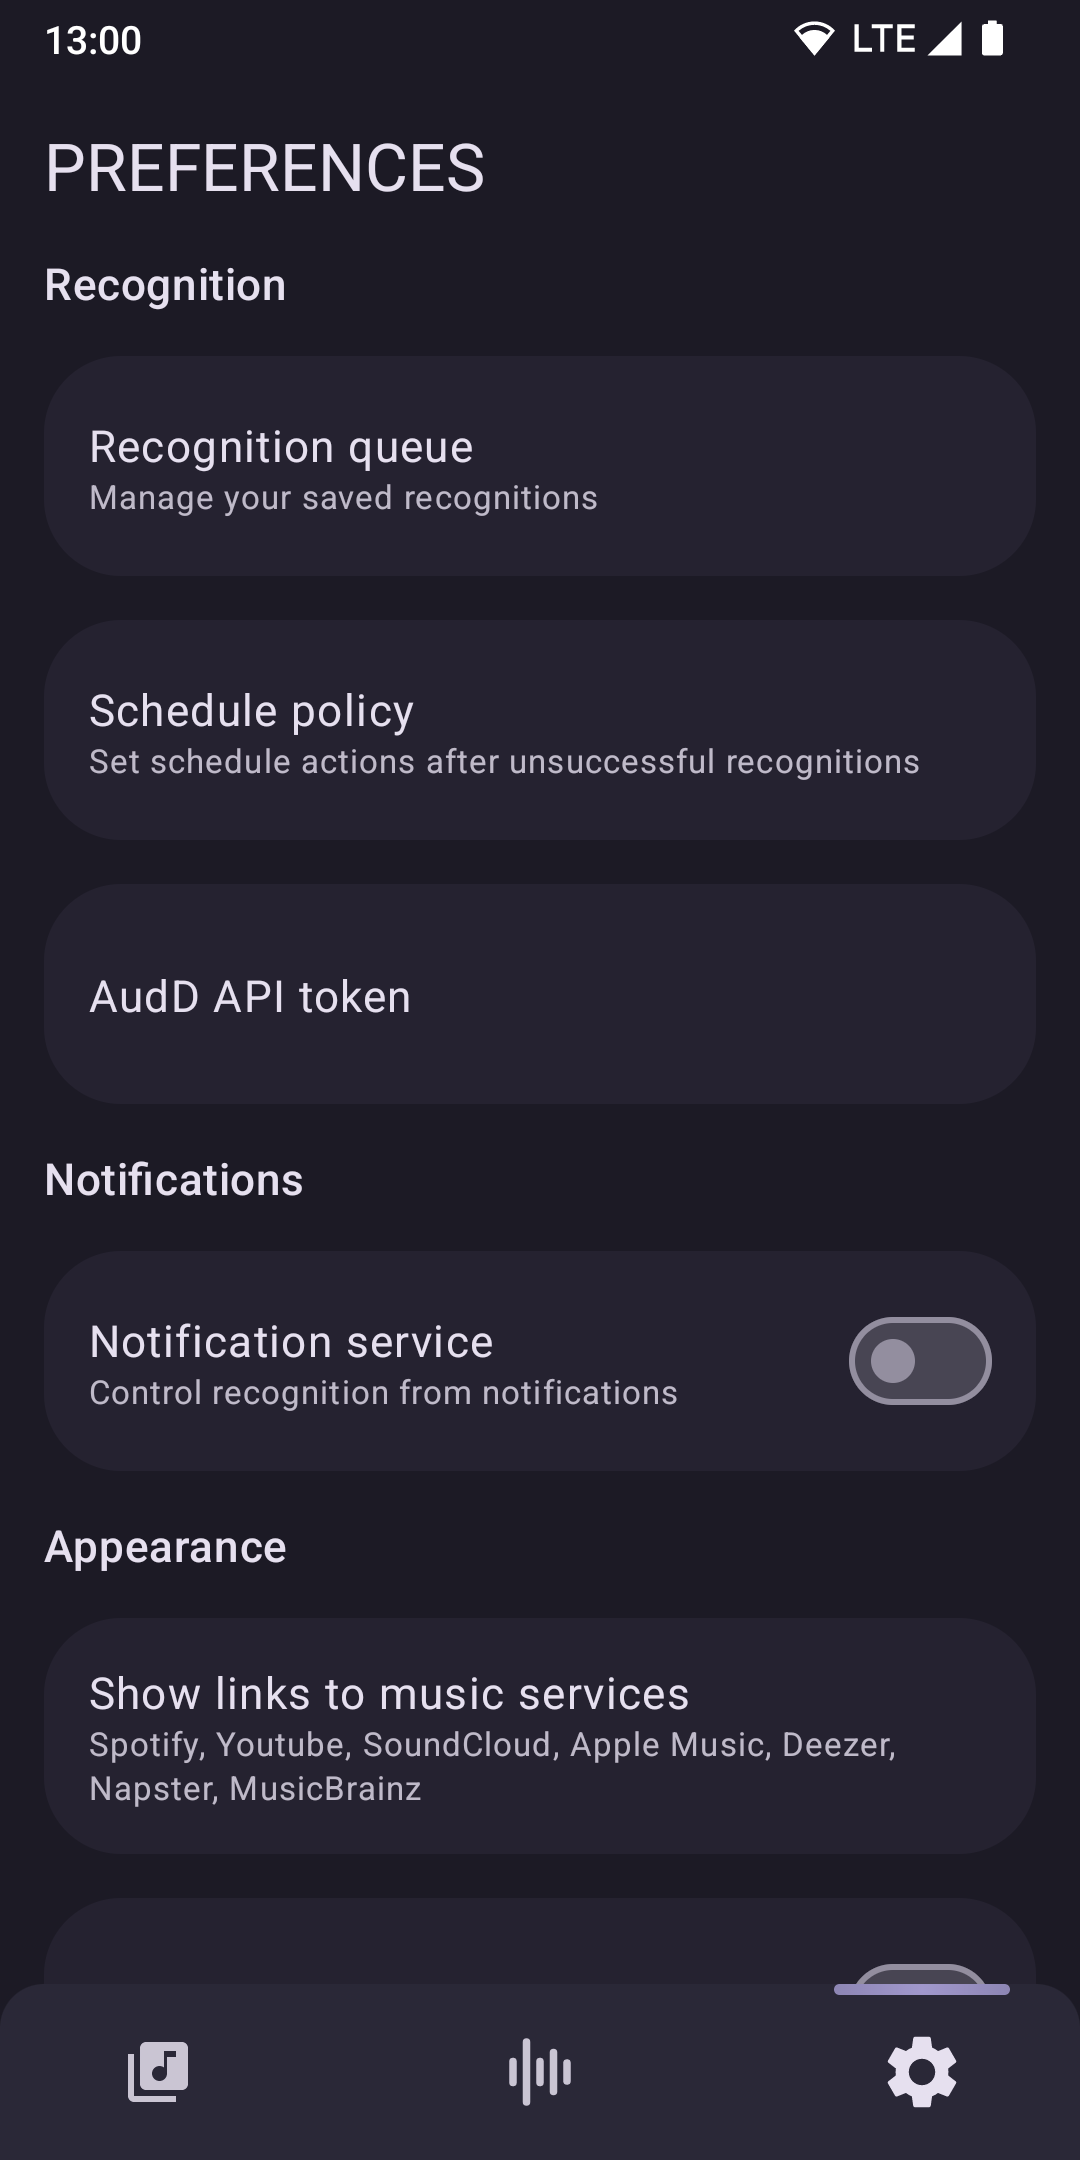 13:00
LTE
PREFERENCES
Recognition
Recognition queue
Manage your saved recognitions
Schedule policy
Set schedule actions after unsuccessful recognitions
AudD API token
Notifications
Notification service
Control recognition from notifications
Appearance
Show links to music services
Spotify, Youtube, SoundCloud, Apple Music, Deezer,
Napster, MusicBrainz